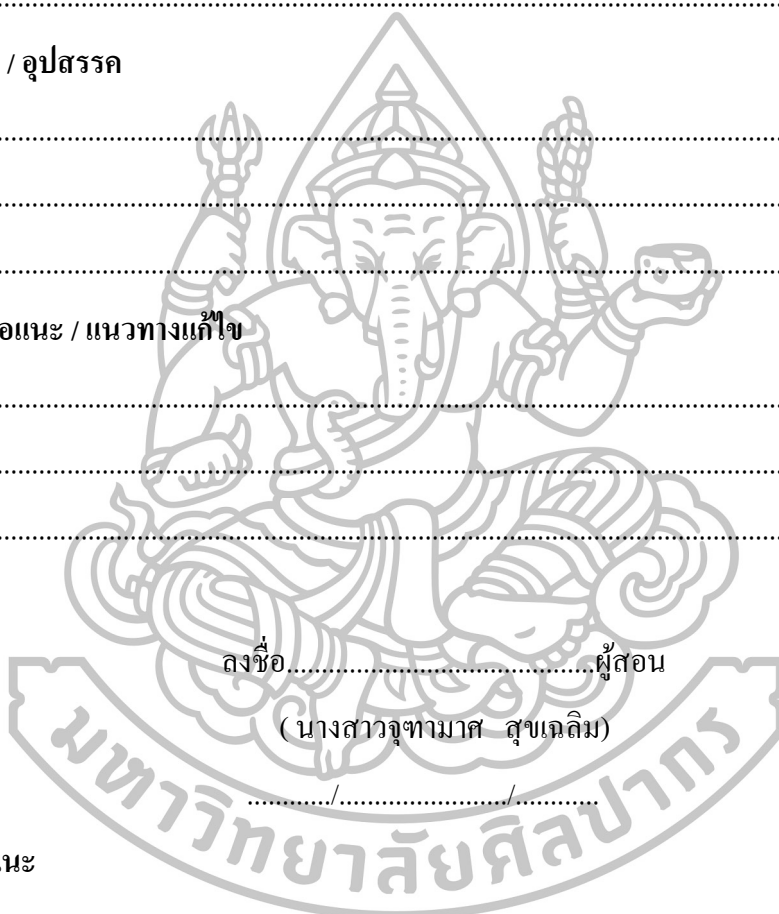 ................................................................................
/ อุปสรรค
................................................................................
................................................................................
................................................................................
อแนะ / แนวทางแก้ไข
................................................................................
................................................................................
................................................................................
ลงชื่อ............................................ผู้สอน
( นางสาวจุฑามาศ สุขเฉลิม)
............/......................../............
มหาวิทยาลัยศิลปากร
นะ